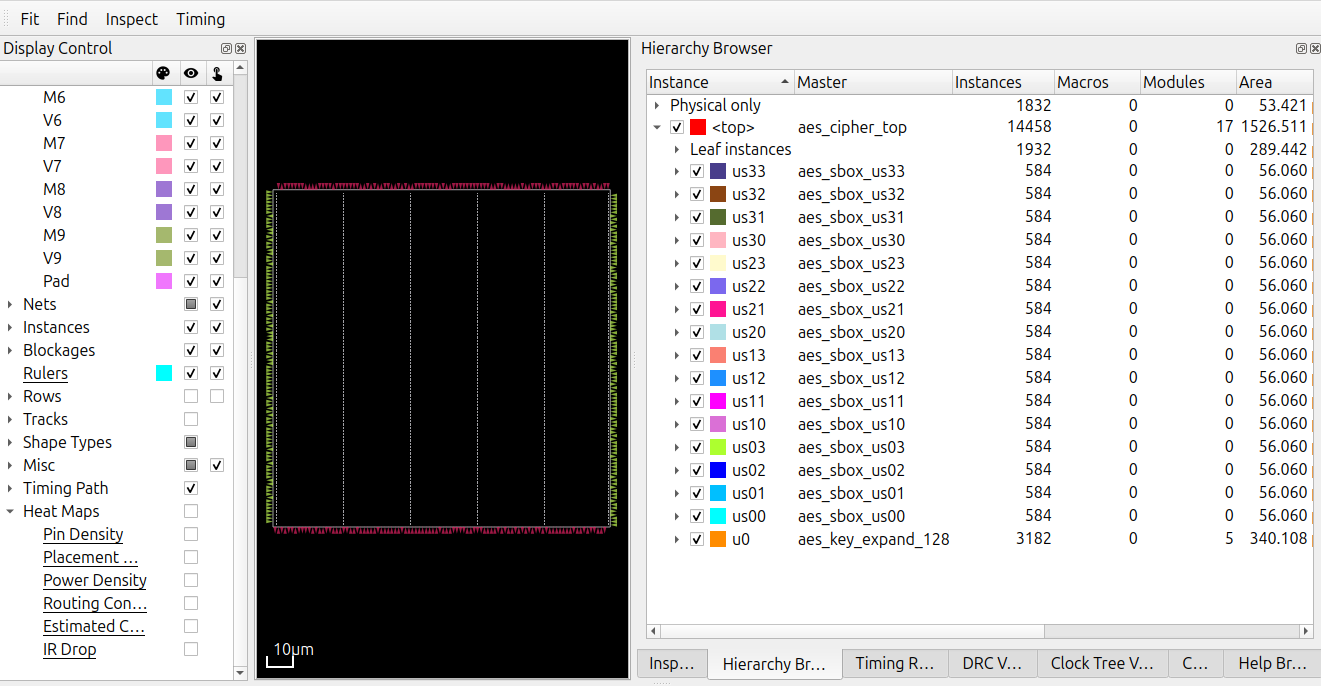 Fit Find Inspect Timing
Display Control
M6
V6
M7
V7
M8
V8
M9
V9
Pad
Nets
Instances
Blockages
Rulers
Rows
Tracks
Shape Types
Misc
Timing Path
Heat Maps
Pin Density
Placement ...
Power Density
Routing Con...
Estimated C...
IR Drop
10μm
Hierarchy Browser
Instance Master Instances Macros Modules Area
Physical only 1832 0 0 53.421
<top> aes_cipher_top 14458 0 17 1526.511
Leaf instances 1932 0 0 289.442
us33 aes_sbox_us33 584 0 0 56.060
us32 aes_sbox_us32 584 0 0 56.060
us31 aes_sbox_us31 584 0 0 56.060
us30 aes_sbox_us30 584 0 0 56.060
us23 aes_sbox_us23 584 0 0 56.060
us22 aes_sbox_us22 584 0 0 56.060
us21 aes_sbox_us21 584 0 0 56.060
us20 aes_sbox_us20 584 0 0 56.060
us13 aes_sbox_us13 584 0 0 56.060
us12 aes_sbox_us12 584 0 0 56.060
us11 aes_sbox_us11 584 0 0 56.060
us10 aes_sbox_us10 584 0 0 56.060
us03 aes_sbox_us03 584 0 0 56.060
us02 aes_sbox_us02 584 0 0 56.060
us01 aes_sbox_us01 584 0 0 56.060
us00 aes_sbox_us00 584 0 0 56.060
u0 aes_key_expand_128 3182 0 5 340.108
Insp... Hierarchy Br... Timing R... DRC V... Clock Tree V... C... Help Br...